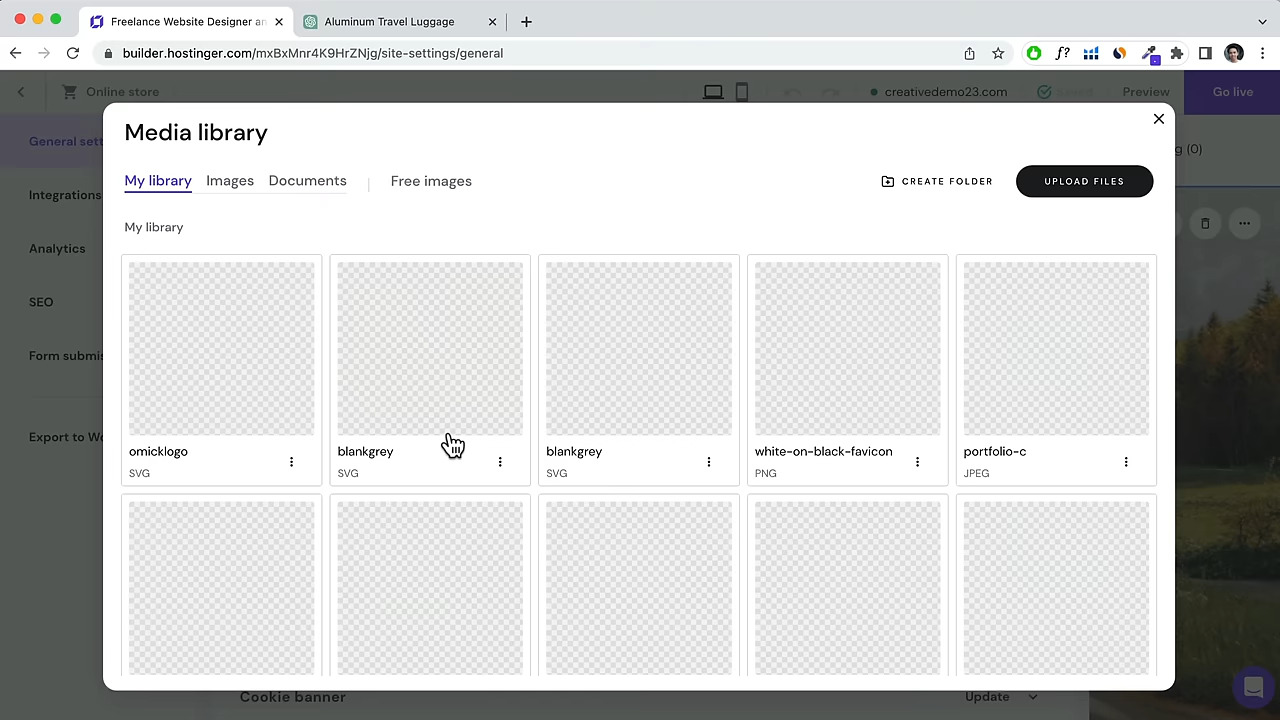 Freelance Website Designer an
Aluminum Travel Luggage
builder.hostinger.com/mxBxMnr4K9HrZNjg/site-settings/general
f?
Online store
creativedemo23.com
Saved
Preview
Go live
General sett
Integrations
Analytics
SEO
Form submis
Export to Wo
g (0)
Media library
My library
Images
Documents
Free images
CREATE FOLDER
UPLOAD FILES
My library
omicklogo
SVG
blankgrey
SVG
blankgrey
SVG
white-on-black-favicon
PNG
portfolio-c
JPEG
Cookie banner
Update